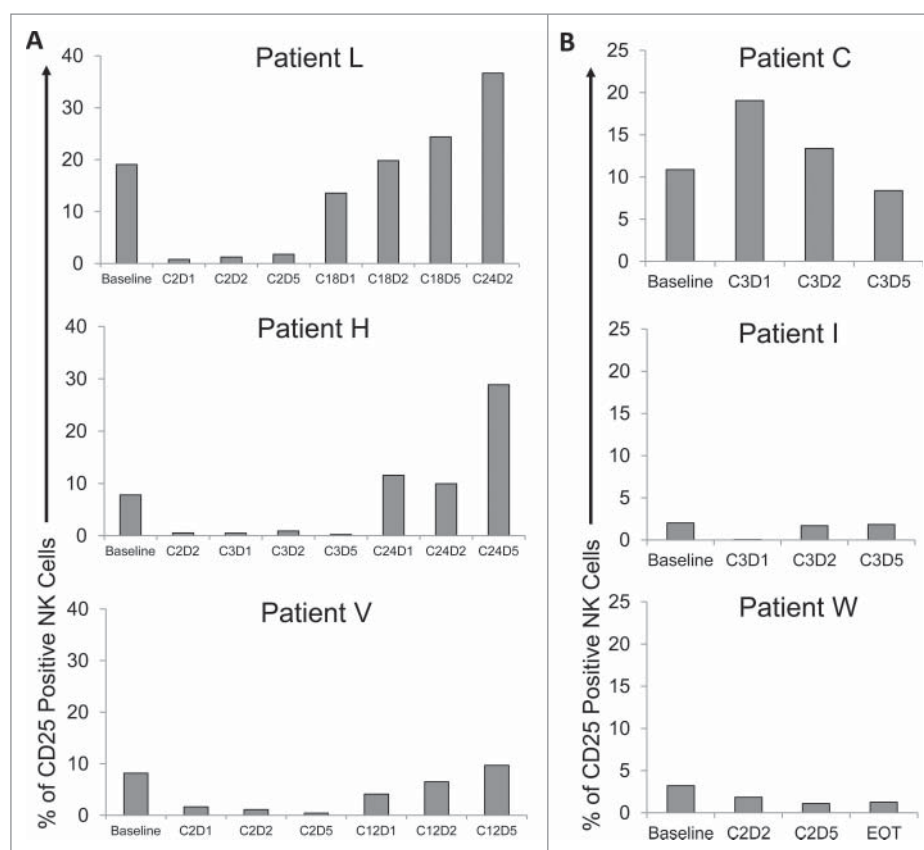 A
% of CD25 Positive NK Cells
Patient L
40
30
20
10
0
Baseline C2D1 C2D2 C2D5 C18D1 C18D2 C18D5 C24D2
Patient H
40
30
20
10
0
Baseline C2D2 C3D1 C3D2 C3D5 C24D1 C24D2 C24D5
Patient V
40
30
20
10
0
Baseline C2D1 C2D2 C2D5 C12D1 C12D2 C12D5
B
% of CD25 Positive NK Cells
Patient C
25
20
15
10
5
0
Baseline C3D1 C3D2 C3D5
Patient I
25
20
15
10
5
0
Baseline C3D1 C3D2 C3D5
Patient W
25
20
15
10
5
0
Baseline C2D2 C2D5 EOT